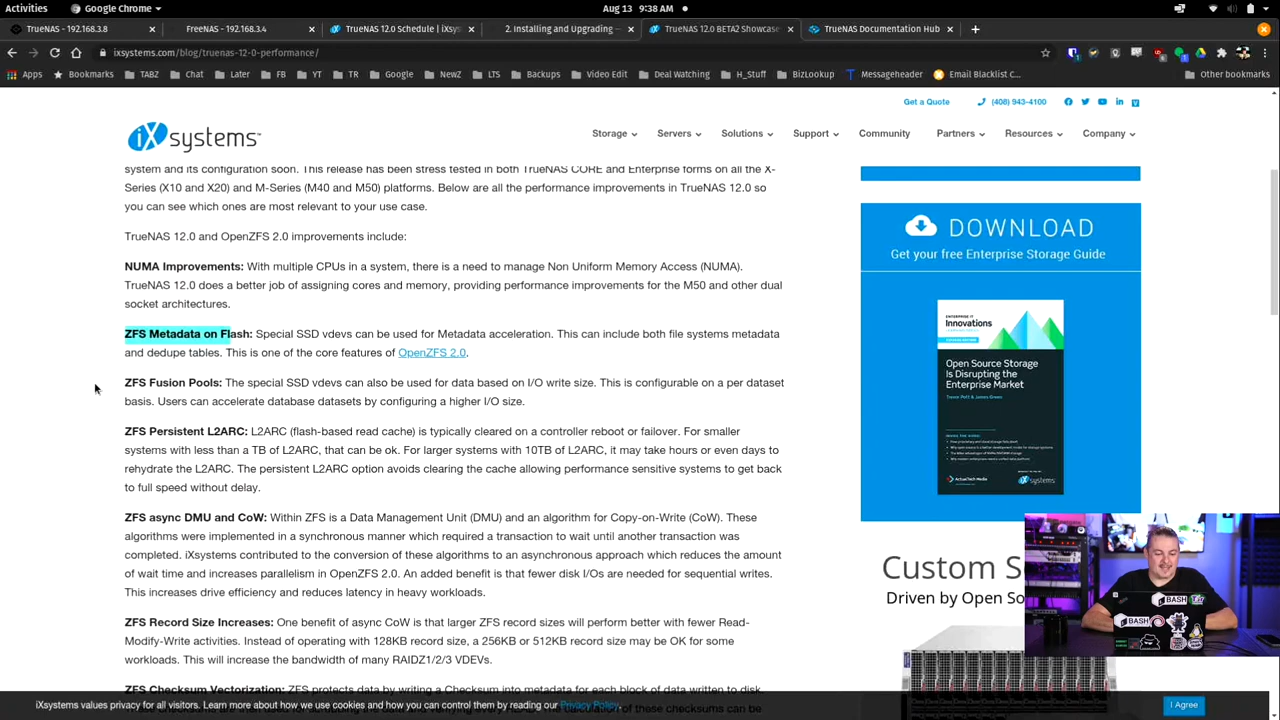 Activities
Google Chrome
Aug 13 9:38 AM
TrueNAS - 192.168.3.8
FreeNAS - 192.168.3.4
TrueNAS 12.0 Schedule | iXsys
2. Installing and Upgrading —
TrueNAS 12.0 BETA2 Showcase
TrueNAS Documentation Hub
ixsystems.com/blog/truenas-12-0-performance/
Apps
Bookmarks
TABZ
Chat
Later
FB
YT
TR
Google
NewZ
LTS
Backups
Video Edit
Deal Watching
H_Stuff
BizLookup
Messageheader
Email Blacklist C...
Other bookmarks
Get a Quote
(408) 943-4100
iXsystems
Storage
Servers
Solutions
Support
Community
Partners
Resources
Company
system and its configuration soon. This release has been stress tested in both TrueNAS CORE and Enterprise forms on all the X-
Series (X10 and X20) and M-Series (M40 and M50) platforms. Below are all the performance improvements in TrueNAS 12.0 so
you can see which ones are most relevant to your use case.
TrueNAS 12.0 and OpenZFS 2.0 improvements include:
NUMA Improvements: With multiple CPUs in a system, there is a need to manage Non Uniform Memory Access (NUMA).
TrueNAS 12.0 does a better job of assigning cores and memory, providing performance improvements for the M50 and other dual
socket architectures.
ZFS Metadata on Flash: SSD vdevs can be used for Metadata acceleration. This can include both file systems metadata
and dedupe tables. This is one of the core features of OpenZFS 2.0.
ZFS Fusion Pools: The special SSD vdevs can also be used for data based on I/O write size. This is configurable on a per dataset
basis. Users can accelerate database datasets by configuring a higher I/O size.
ZFS Persistent L2ARC: L2ARC (flash-based read cache) is typically cleared on controller reboot or failover. For smaller
systems with less than For larger L2ARC, it may take hours or even days to
rehydrate the L2ARC. option avoids clearing the cache allowing performance sensitive systems to get back
to full speed without delay.
ZFS async DMU and CoW: Within ZFS is a Data Management Unit (DMU) and an algorithm for Copy-on-Write (CoW). These
algorithms were implemented in a synchronous which required a transaction to wait until another transaction was
completed. iXsystems contributed to the of these algorithms to an asynchronous approach which reduces the amount
of wait time and increases parallelism in OpenZFS 2.0. An added benefit is that fewer disk I/Os are needed for sequential writes.
This increases drive efficiency and reduces latency in heavy workloads.
ZFS Record Size Increases: One benefit of async CoW is that larger ZFS record sizes will perform better with fewer Read-
Modify-Write activities. Instead of operating with 128KB record size, a 256KB or 512KB record size may be OK for some
workloads. This will increase the bandwidth of many RAIDZ1/2/3 VDEVs.
ZFS Checksum Vectorization: ZFS protects data by writing a Checksum into metadata for each block of data written to disk.
of these checksums can be
DOWNLOAD
Get your free Enterprise Storage Guide
ENTERPRISE IT
Innovations
Open Source Storage
Is Disrupting the
Enterprise Market
Trevor Pott & James Green
ActualTech Media
iXsystems
Custom S
Driven by Open So
BASH
BASH
iXsystems values privacy for all visitors. Learn more about how we use cookies and how you can control them by reading our Privacy Policy.
I Agree